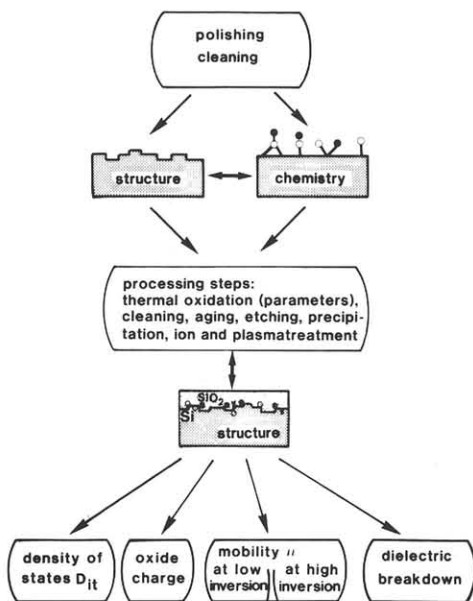 polishing
cleaning
structure
chemistry
processing steps:
thermal oxidation (parameters),
cleaning, aging, etching, precipi-
tation, ion and plasmatreatment
SiO2
Si
structure
density of
states Dit
oxide
charge
mobility μ
at low at high
inversion inversion
dielectric
breakdown